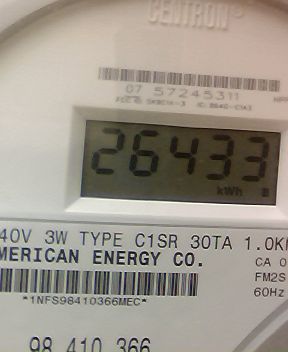 CENTRON®
07 57245311
26433
kWh
40V 3W TYPE C1SR 30TA 1.0K
MERICAN ENERGY CO.
CA 0
FM2S
60Hz
*1NFS98410366MEC*
98 410 366